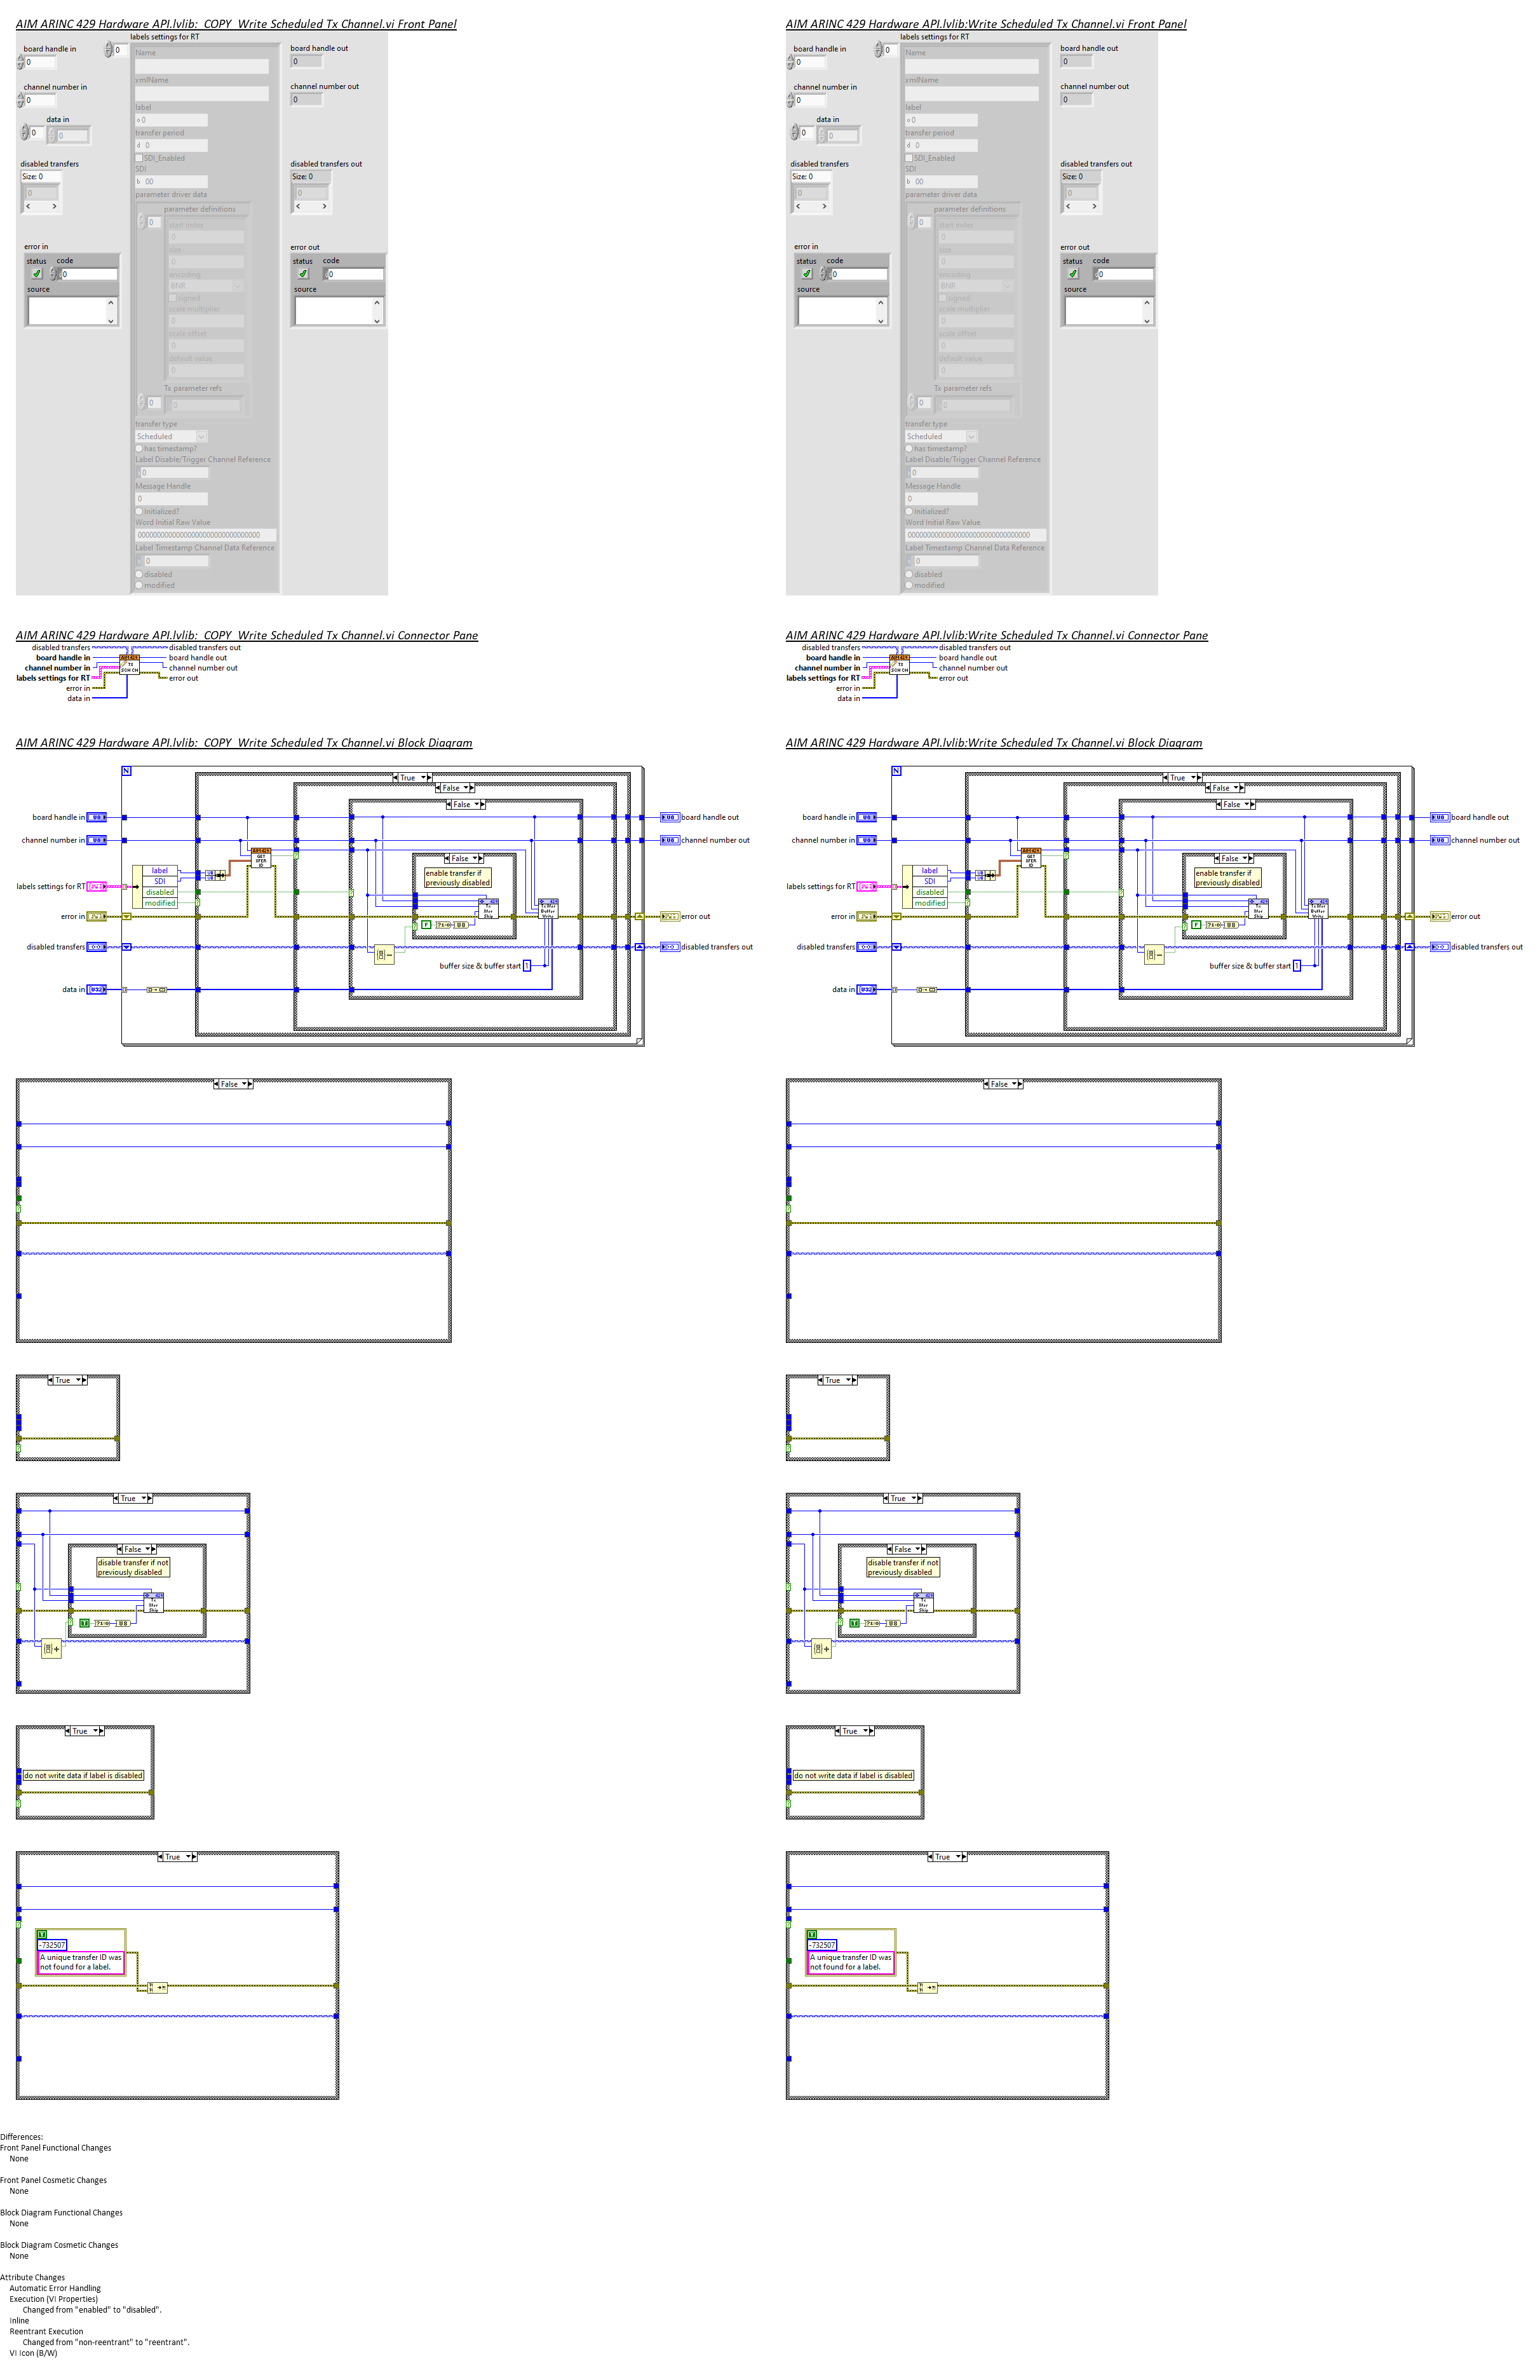 AIM ARINC 429 Hardware API.lvlib:_COPY_Write Scheduled Tx Channel.vi Front Panel
labels settings for RT
board handle in
0
0
Name
board handle out
0
xmlName
channel number in
0
channel number out
0
label
o 0
data in
0
0
transfer period
d 0
SDI_Enabled
disabled transfers
Size: 0
0
SDI
b 00
disabled transfers out
Size: 0
0
parameter driver data
parameter definitions
0
start index
0
size
0
error in
status code
0
source
encoding
BNR
signed
error out
status code
0
source
scale multiplier
0
scale offset
0
default value
0
Tx parameter refs
0
0
transfer type
Scheduled
has timestamp?
Label Disable/Trigger Channel Reference
0
Message Handle
0
Initialized?
Word Initial Raw Value
Label Timestamp Channel Data Reference
0
disabled
modified
AIM ARINC 429 Hardware API.lvlib:Write Scheduled Tx Channel.vi Front Panel
labels settings for RT
board handle in
0
0
Name
board handle out
0
xmlName
channel number in
0
channel number out
0
label
o 0
data in
0
0
transfer period
d 0
SDI_Enabled
disabled transfers
Size: 0
0
SDI
b 00
disabled transfers out
Size: 0
0
parameter driver data
parameter definitions
0
start index
0
size
0
error in
status code
0
source
encoding
BNR
signed
error out
status code
0
source
scale multiplier
0
scale offset
0
default value
0
Tx parameter refs
0
0
transfer type
Scheduled
has timestamp?
Label Disable/Trigger Channel Reference
0
Message Handle
0
Initialized?
Word Initial Raw Value
Label Timestamp Channel Data Reference
0
disabled
modified
AIM ARINC 429 Hardware API.lvlib:_COPY_Write Scheduled Tx Channel.vi Connector Pane
disabled transfers disabled transfers out
board handle in board handle out
channel number in channel number out
labels settings for RT error out
error in
data in
AIM ARINC 429 Hardware API.lvlib:Write Scheduled Tx Channel.vi Connector Pane
disabled transfers disabled transfers out
board handle in board handle out
channel number in channel number out
labels settings for RT error out
error in
data in
AIM ARINC 429 Hardware API.lvlib:_COPY_Write Scheduled Tx Channel.vi Block Diagram
N
True
False
False
board handle in board handle out
channel number in channel number out
False
enable transfer if
previously disabled
label
SDI
disabled
modified
labels settings for RT
error in error out
F
disabled transfers disabled transfers out
buffer size & buffer start 1
data in
False
True
True
False
disable transfer if not
previously disabled
True
do not write data if label is disabled
True
-732507
A unique transfer ID was
not found for a label.
AIM ARINC 429 Hardware API.lvlib:Write Scheduled Tx Channel.vi Block Diagram
N
True
False
False
board handle in board handle out
channel number in channel number out
False
enable transfer if
previously disabled
label
SDI
disabled
modified
labels settings for RT
error in error out
F
disabled transfers disabled transfers out
buffer size & buffer start 1
data in
False
True
True
False
disable transfer if not
previously disabled
True
do not write data if label is disabled
True
-732507
A unique transfer ID was
not found for a label.
Differences:
Front Panel Functional Changes
None
Front Panel Cosmetic Changes
None
Block Diagram Functional Changes
None
Block Diagram Cosmetic Changes
None
Attribute Changes
Automatic Error Handling
Execution (VI Properties)
Changed from "enabled" to "disabled".
Inline
Reentrant Execution
Changed from "non-reentrant" to "reentrant".
VI Icon (B/W)